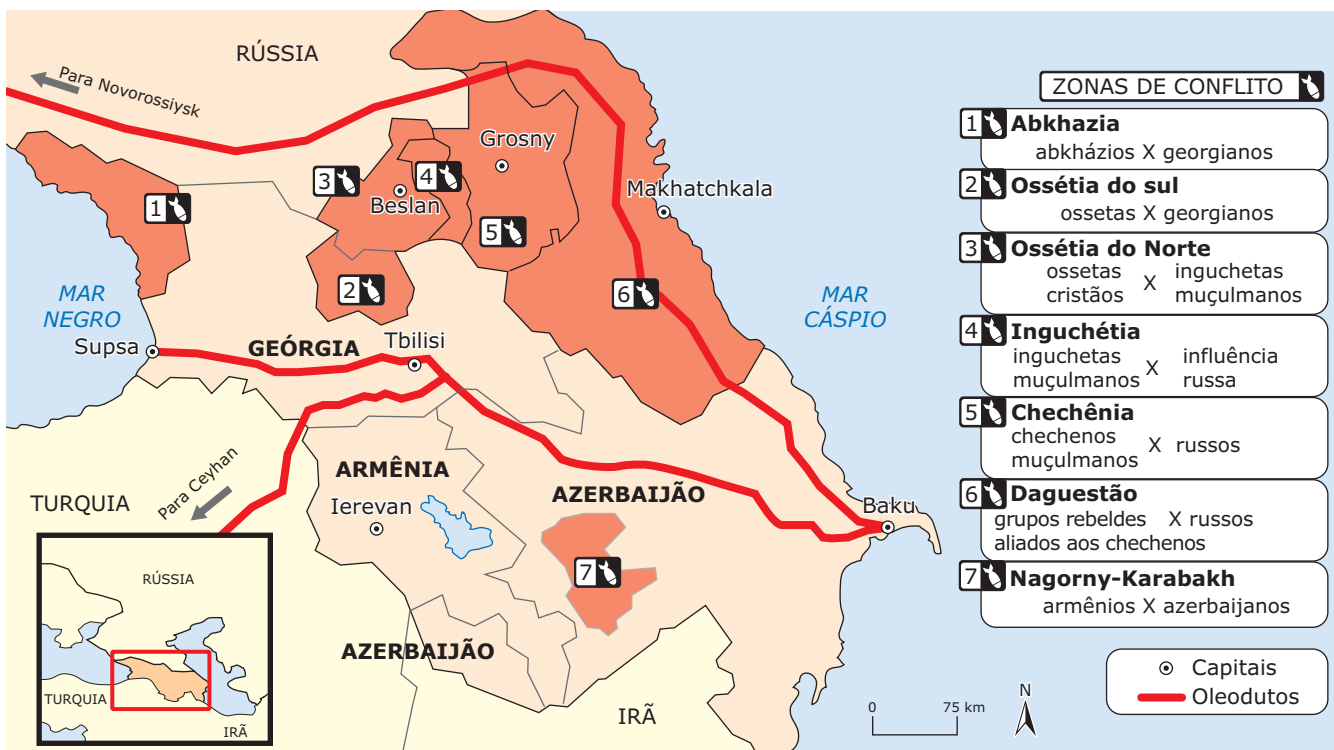 RÚSSIA
Para Novorossiysk
Grosny
3
4
Beslan
1
5
Makhatchkala
2
6
MAR
NEGRO
MAR
CÁSPIO
Supsa
GEÓRGIA
Tbilisi
ARMÊNIA
Ierevan
AZERBAIJÃO
Baku
TURQUIA
Para Ceyhan
7
AZERBAIJÃO
IRÃ
RÚSSIA
TURQUIA
IRÃ
ZONAS DE CONFLITO
1 Abkhazia
abkházios X georgianos
2 Ossétia do sul
ossetas X georgianos
3 Ossétia do Norte
ossetas cristãos X inguchetas muçulmanos
4 Inguchétia
inguchetas muçulmanos X influência russa
5 Chechênia
chechenos muçulmanos X russos
6 Daguestão
grupos rebeldes X russos
aliados aos chechenos
7 Nagorny-Karabakh
armênios X azerbaijanos
Capitais
Oleodutos
0 75 km
N